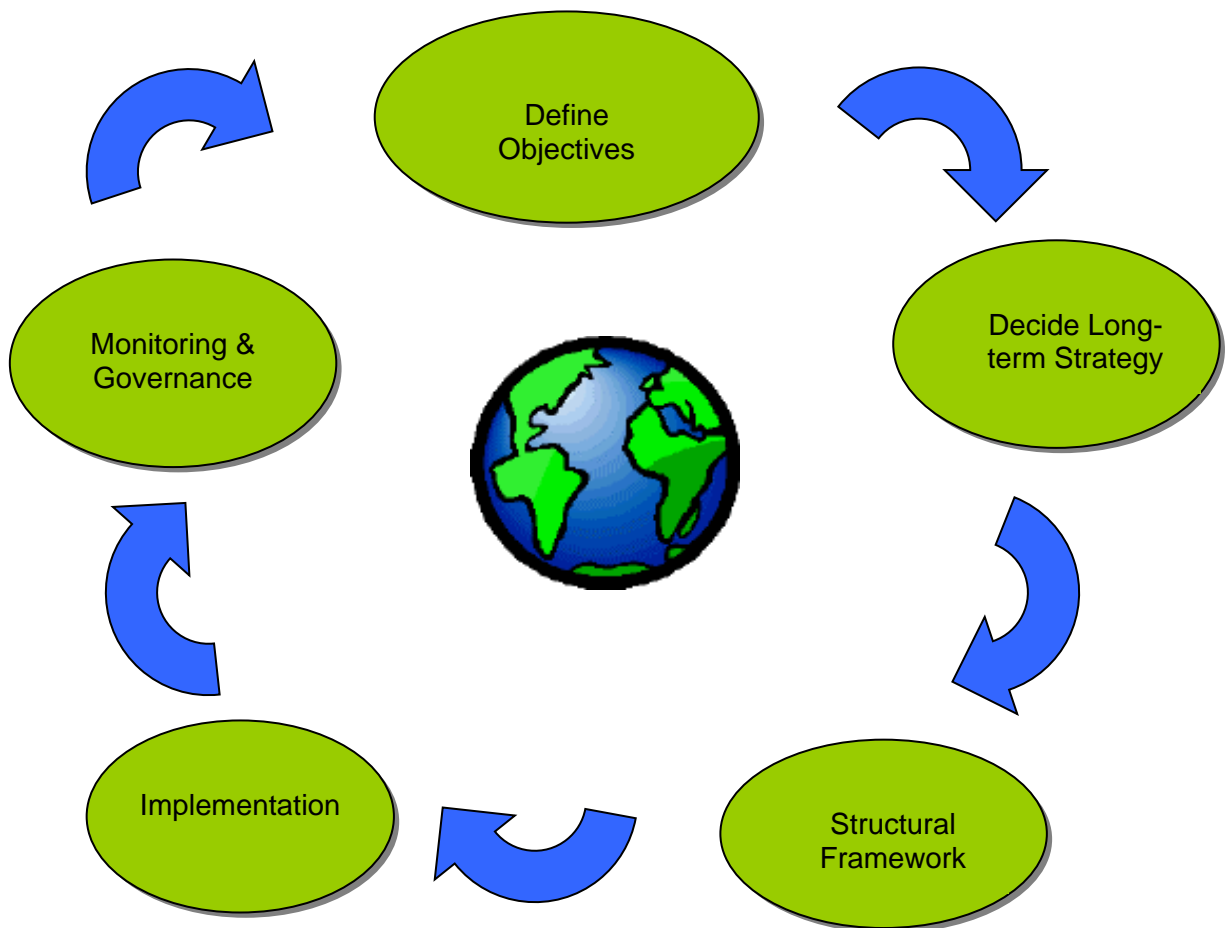 Define
Objectives
Decide Long-
term Strategy
Structural
Framework
Implementation
Monitoring &
Governance